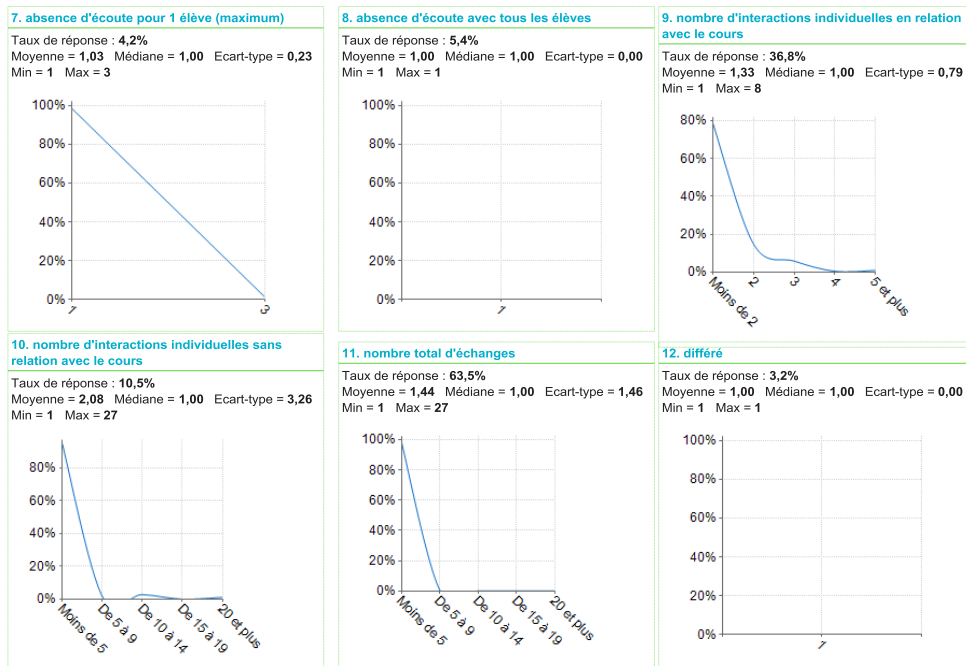 7. absence d'écoute pour 1 élève (maximum)
Taux de réponse : 4,2%
Moyenne = 1,03 Médiane = 1,00 Ecart-type = 0,23
Min = 1 Max = 3
100%
80%
60%
40%
20%
0%
1
3
8. absence d'écoute avec tous les élèves
Taux de réponse : 5,4%
Moyenne = 1,00 Médiane = 1,00 Ecart-type = 0,00
Min = 1 Max = 1
100%
80%
60%
40%
20%
0%
1
9. nombre d'interactions individuelles en relation
avec le cours
Taux de réponse : 36,8%
Moyenne = 1,33 Médiane = 1,00 Ecart-type = 0,79
Min = 1 Max = 8
80%
60%
40%
20%
0%
Moins de 2
2
3
4
5 et plus
10. nombre d'interactions individuelles sans
relation avec le cours
Taux de réponse : 10,5%
Moyenne = 2,08 Médiane = 1,00 Ecart-type = 3,26
Min = 1 Max = 27
80%
60%
40%
20%
0%
Moins de 5
De 5 à 9
De 10 à 14
De 15 à 19
20 et plus
11. nombre total d'échanges
Taux de réponse : 63,5%
Moyenne = 1,44 Médiane = 1,00 Ecart-type = 1,46
Min = 1 Max = 27
100%
80%
60%
40%
20%
0%
Moins de 5
De 5 à 9
De 10 à 14
De 15 à 19
20 et plus
12. différé
Taux de réponse : 3,2%
Moyenne = 1,00 Médiane = 1,00 Ecart-type = 0,00
Min = 1 Max = 1
100%
80%
60%
40%
20%
0%
1